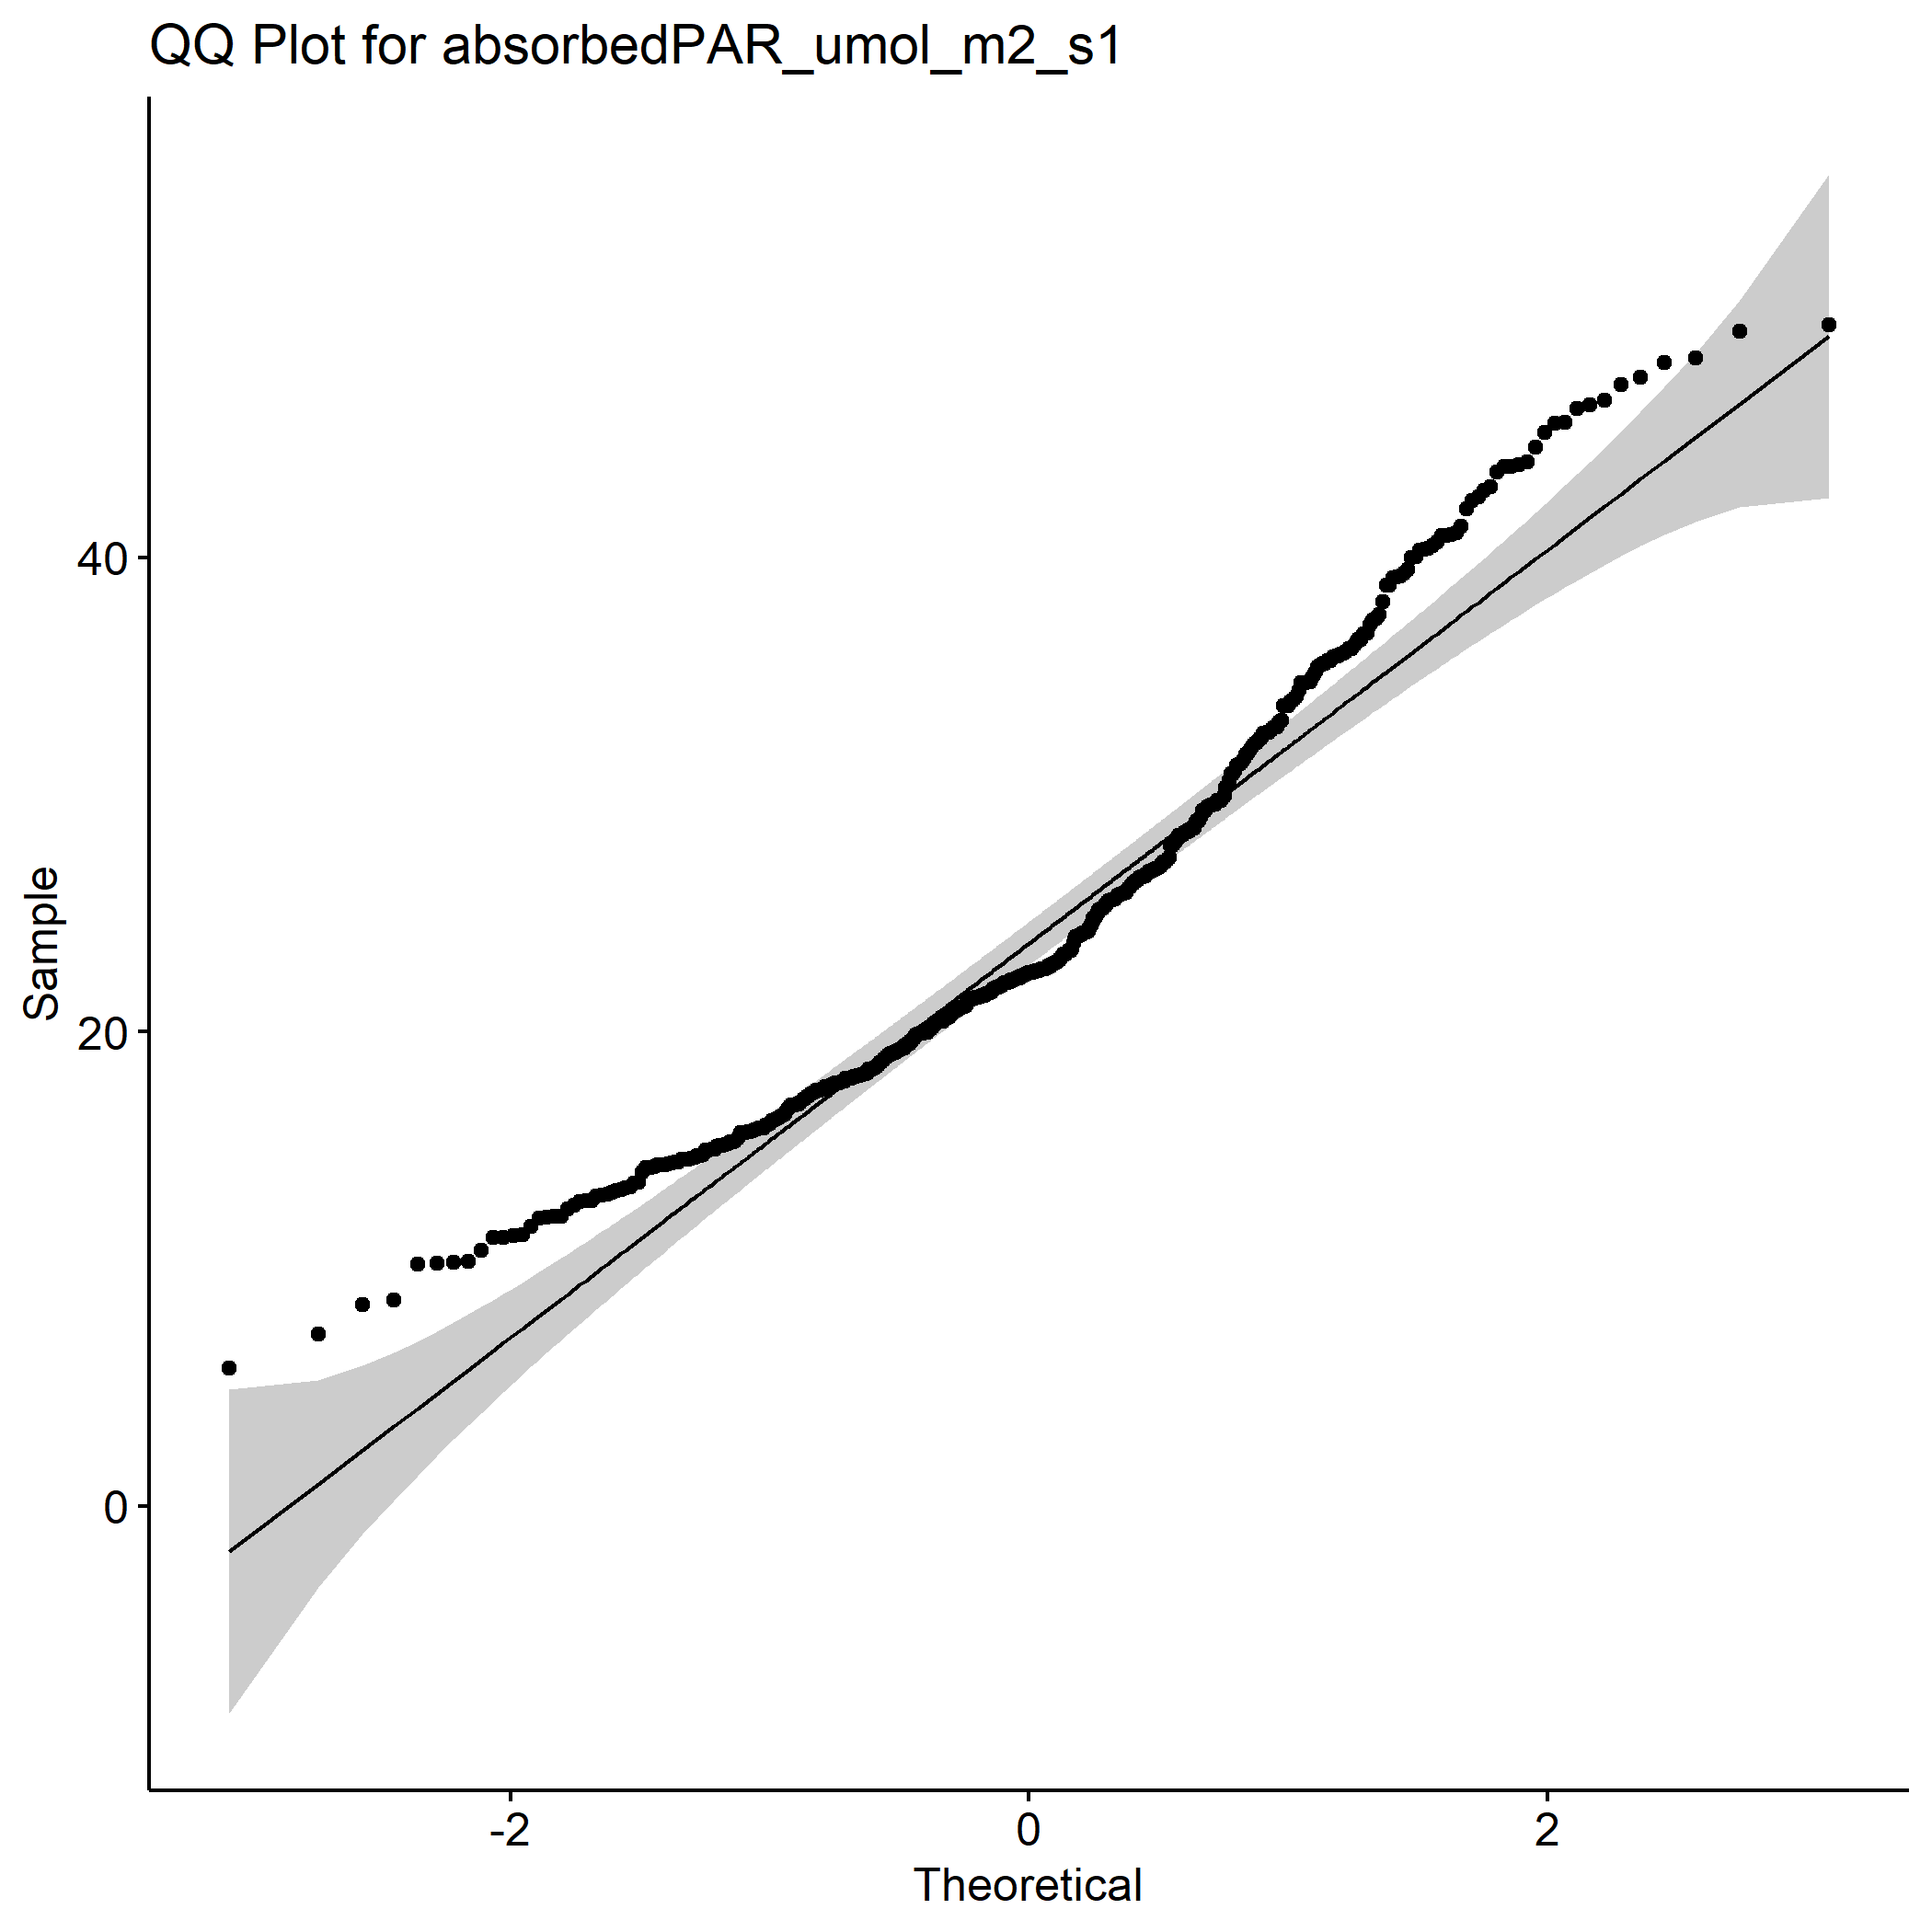 QQ Plot for absorbedPAR_umol_m2_s1
Sample
40
20
0
-2 0 2
Theoretical